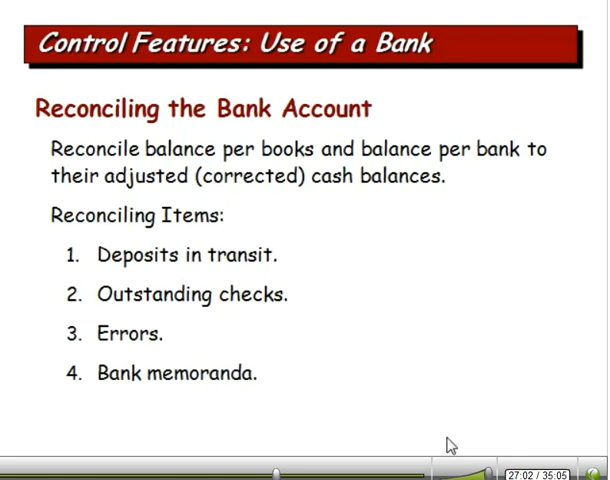 Control Features: Use of a Bank
Reconciling the Bank Account
Reconcile balance per books and balance per bank to
their adjusted (corrected) cash balances.
Reconciling Items:
1. Deposits in transit.
2. Outstanding checks.
3. Errors.
4. Bank memoranda.
27:02 / 35:05